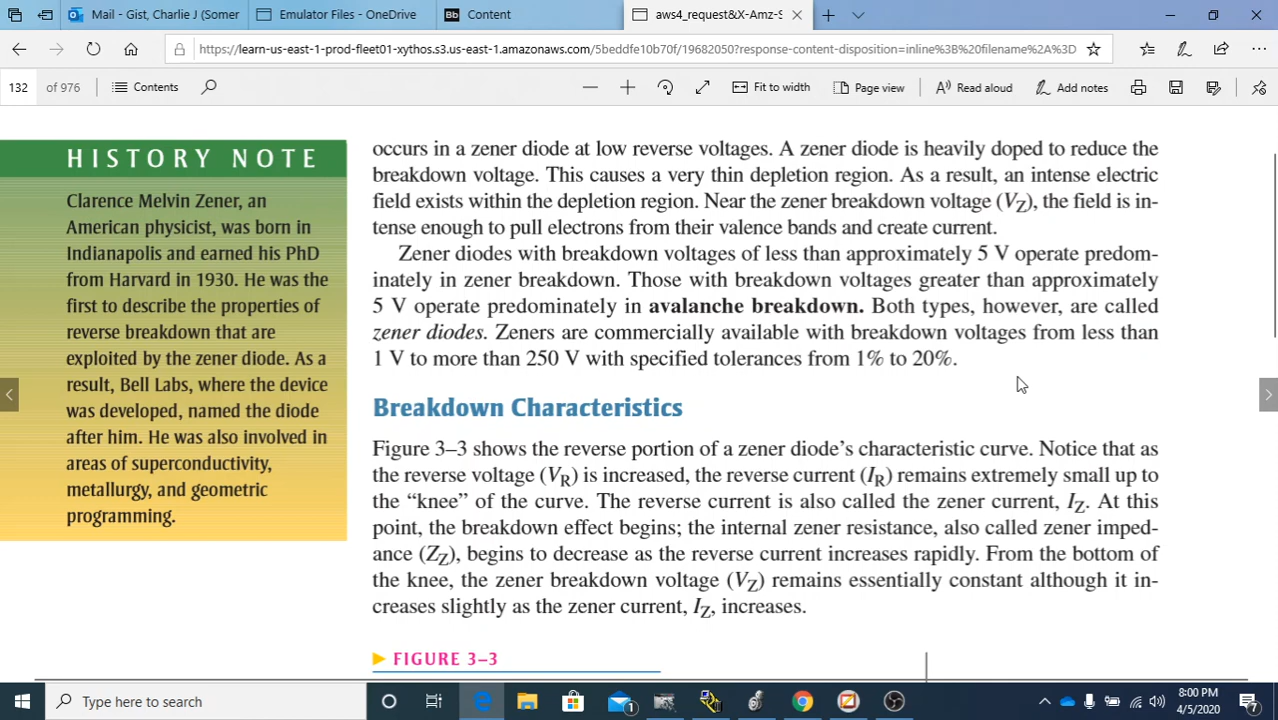 Mail - Gist, Charlie J (Somer
Emulator Files - OneDrive
Bb Content
aws4_request&X-Amz-S
https://learn-us-east-1-prod-fleet01-xythos.s3.us-east-1.amazonaws.com/5beddfe10b70f/19682050?response-content-disposition=inline%3B%20filename%2A%3D
132 of 976 Contents Fit to width Page view Read aloud Add notes
HISTORY NOTE
Clarence Melvin Zener, an
American physicist, was born in
Indianapolis and earned his PhD
from Harvard in 1930. He was the
first to describe the properties of
reverse breakdown that are
exploited by the zener diode. As a
result, Bell Labs, where the device
was developed, named the diode
after him. He was also involved in
areas of superconductivity,
metallurgy, and geometric
programming.
occurs in a zener diode at low reverse voltages. A zener diode is heavily doped to reduce the
breakdown voltage. This causes a very thin depletion region. As a result, an intense electric
field exists within the depletion region. Near the zener breakdown voltage (VZ), the field is in-
tense enough to pull electrons from their valence bands and create current.
Zener diodes with breakdown voltages of less than approximately 5 V operate predom-
inately in zener breakdown. Those with breakdown voltages greater than approximately
5 V operate predominately in avalanche breakdown. Both types, however, are called
zener diodes. Zeners are commercially available with breakdown voltages from less than
1 V to more than 250 V with specified tolerances from 1% to 20%.
Breakdown Characteristics
Figure 3–3 shows the reverse portion of a zener diode's characteristic curve. Notice that as
the reverse voltage (VR) is increased, the reverse current (IR) remains extremely small up to
the “knee” of the curve. The reverse current is also called the zener current, IZ. At this
point, the breakdown effect begins; the internal zener resistance, also called zener imped-
ance (ZZ), begins to decrease as the reverse current increases rapidly. From the bottom of
the knee, the zener breakdown voltage (VZ) remains essentially constant although it in-
creases slightly as the zener current, IZ, increases.
FIGURE 3–3
Type here to search
1
8:00 PM
4/5/2020
7